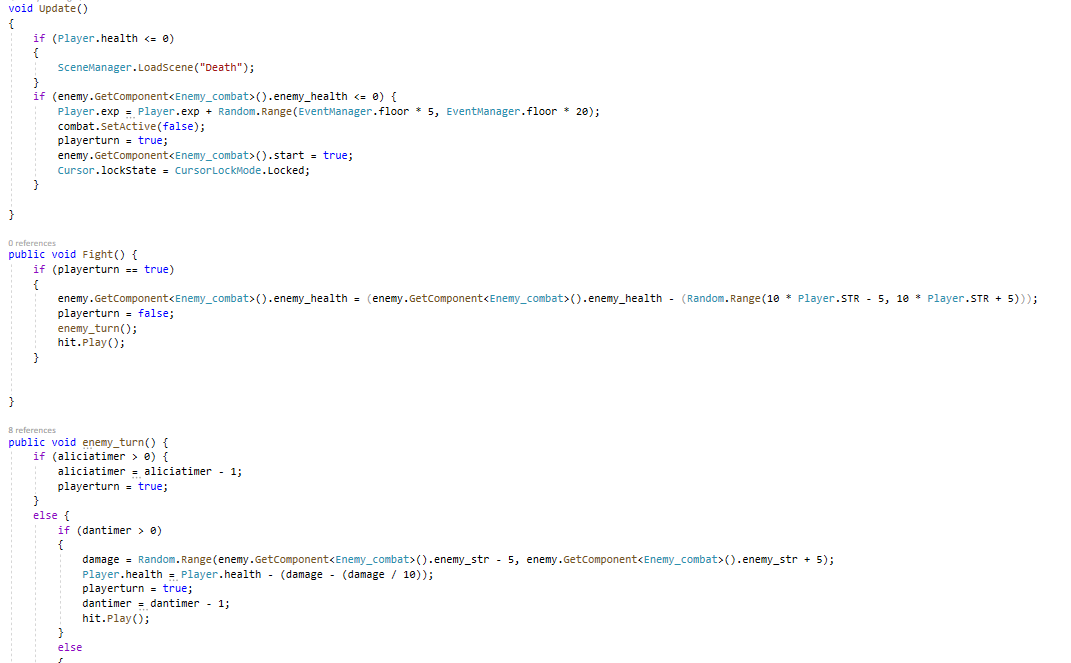 void Update()
{
if (Player.health <= 0)
{
SceneManager.LoadScene("Death");
}
if (enemy.GetComponent<Enemy_combat>().enemy_health <= 0) {
Player.exp = Player.exp + Random.Range(EventManager.floor * 5, EventManager.floor * 20);
combat.SetActive(false);
playerturn = true;
enemy.GetComponent<Enemy_combat>().start = true;
Cursor.lockState = CursorLockMode.Locked;
}
}
0 references
public void Fight() {
if (playerturn == true)
{
enemy.GetComponent<Enemy_combat>().enemy_health = (enemy.GetComponent<Enemy_combat>().enemy_health - (Random.Range(10 * Player.STR - 5, 10 * Player.STR + 5)));
playerturn = false;
enemy_turn();
hit.Play();
}
}
8 references
public void enemy_turn() {
if (aliciatimer > 0) {
aliciatimer = aliciatimer - 1;
playerturn = true;
}
else {
if (dantimer > 0)
{
damage = Random.Range(enemy.GetComponent<Enemy_combat>().enemy_str - 5, enemy.GetComponent<Enemy_combat>().enemy_str + 5);
Player.health = Player.health - (damage - (damage / 10));
playerturn = true;
dantimer = dantimer - 1;
hit.Play();
}
else
{